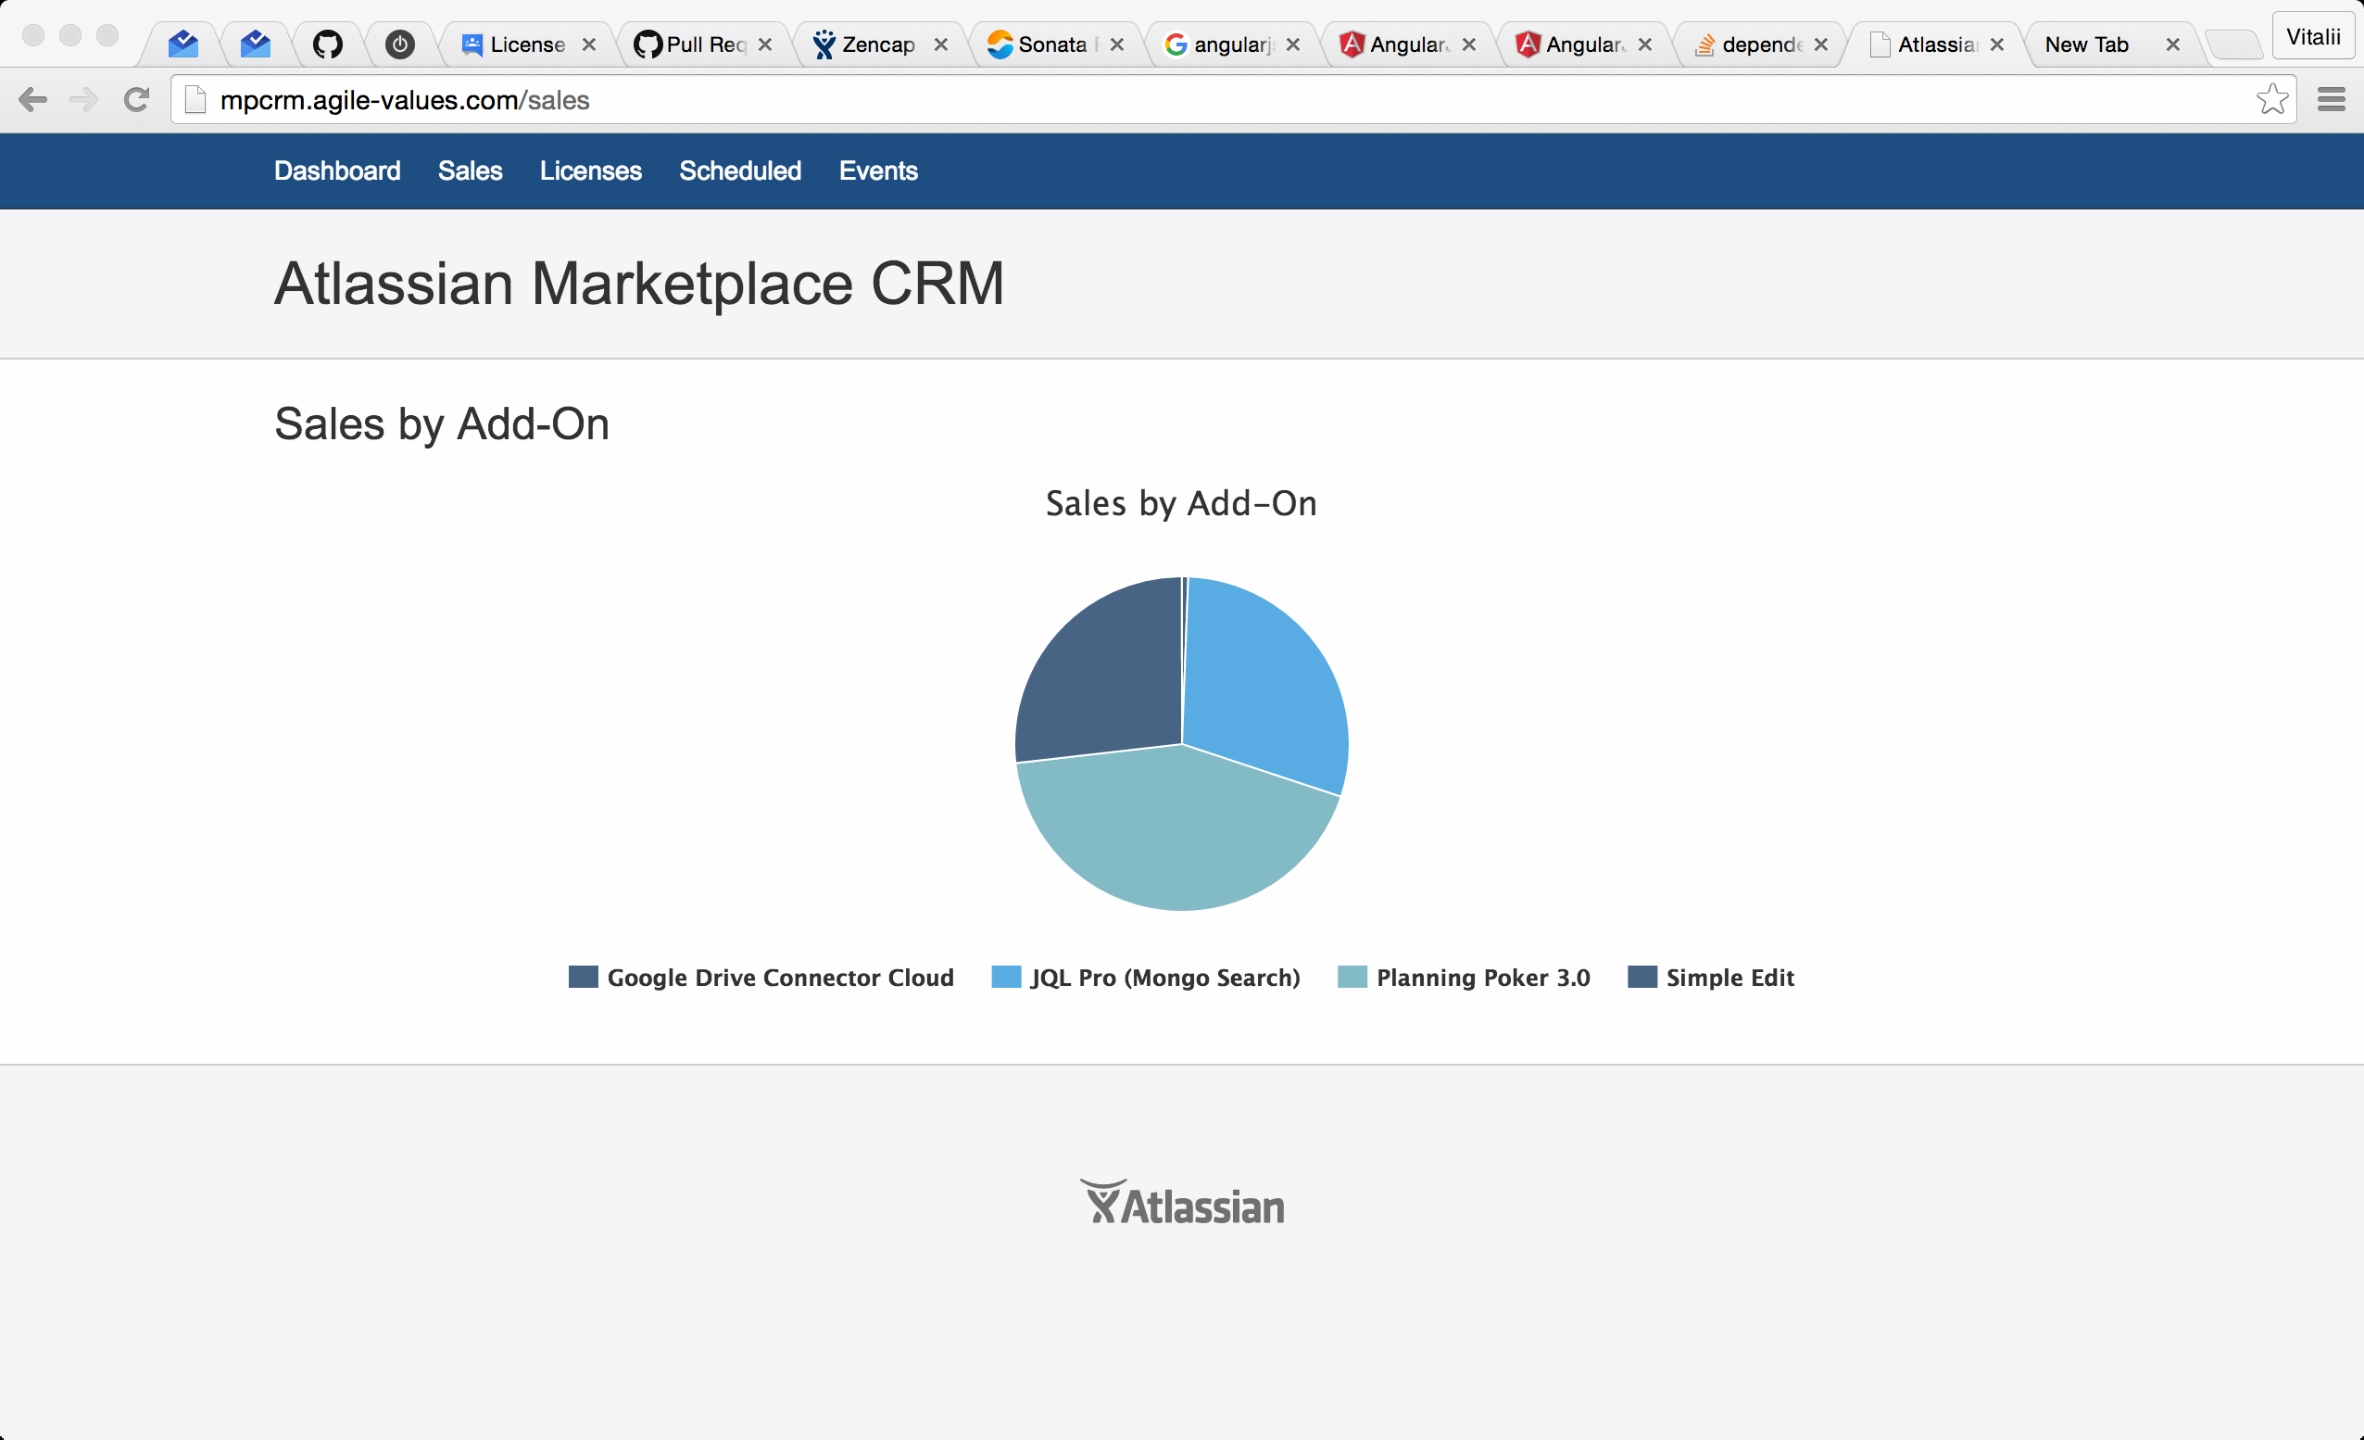 License Pull Req Zencap Sonata angularj Angular Angular depende Atlassian New Tab Vitalii
mpcrm.agile-values.com/sales
Dashboard Sales Licenses Scheduled Events
Atlassian Marketplace CRM
Sales by Add-On
Sales by Add-On
Google Drive Connector Cloud JQL Pro (Mongo Search) Planning Poker 3.0 Simple Edit
Atlassian